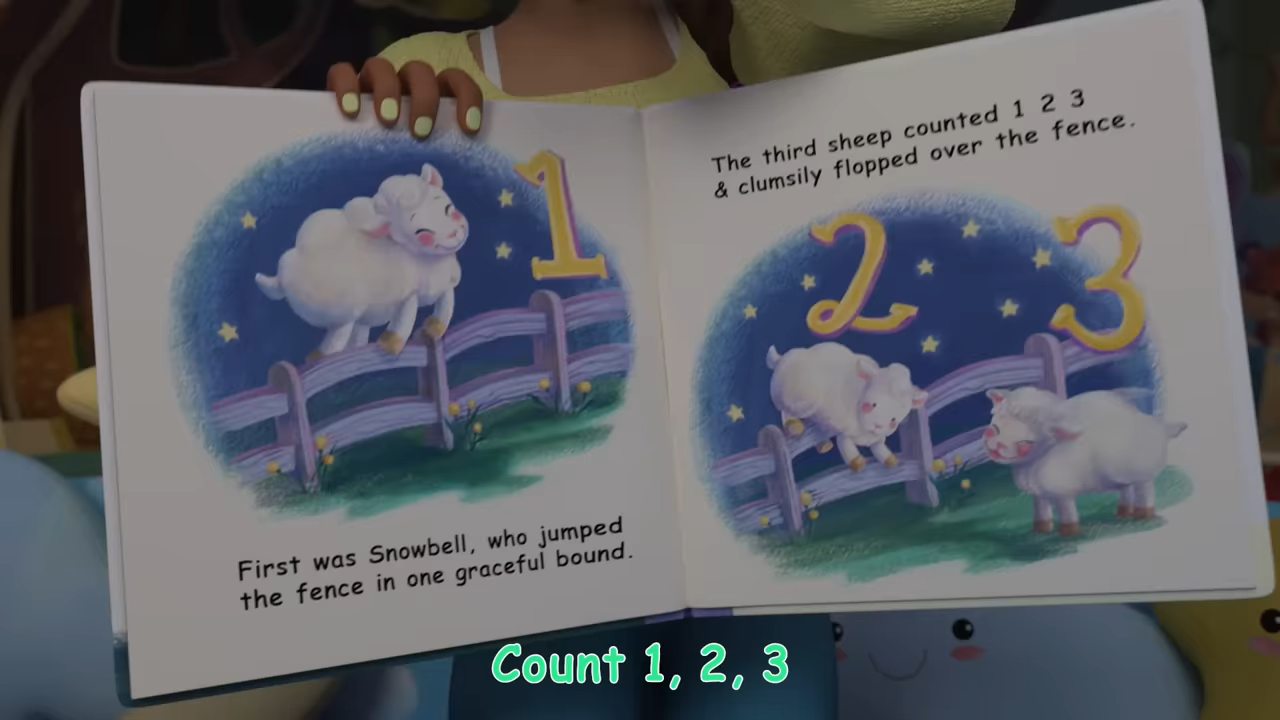 1
First was Snowbell, who jumped
the fence in one graceful bound.
The third sheep counted 1 2 3
& clumsily flopped over the fence.
2 3
Count 1, 2, 3